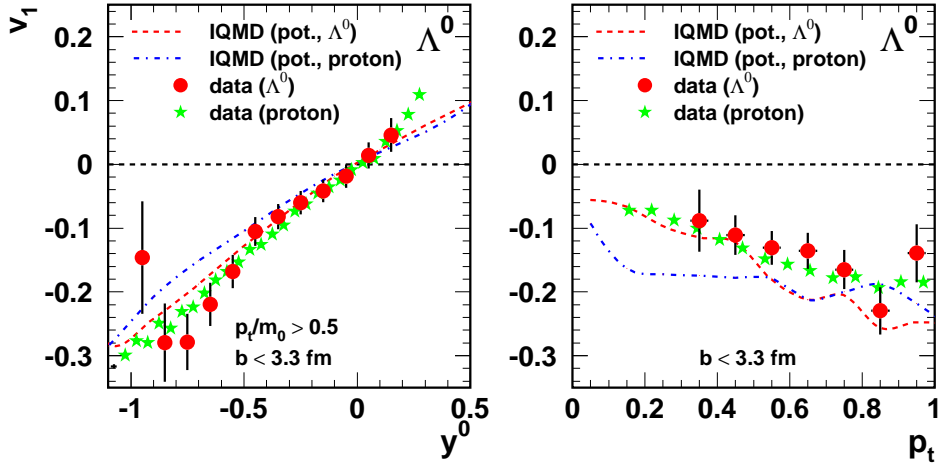 v₁
0.2
0.1
0
-0.1
-0.2
-0.3
IQMD (pot., Λ⁰)
IQMD (pot., proton)
data (Λ⁰)
data (proton)
Λ⁰
pₜ/m₀ > 0.5
b < 3.3 fm
-1 -0.5 0 0.5
y⁰
0.2
0.1
0
-0.1
-0.2
-0.3
IQMD (pot., Λ⁰)
IQMD (pot., proton)
data (Λ⁰)
data (proton)
Λ⁰
b < 3.3 fm
0 0.2 0.4 0.6 0.8 1
pₜ